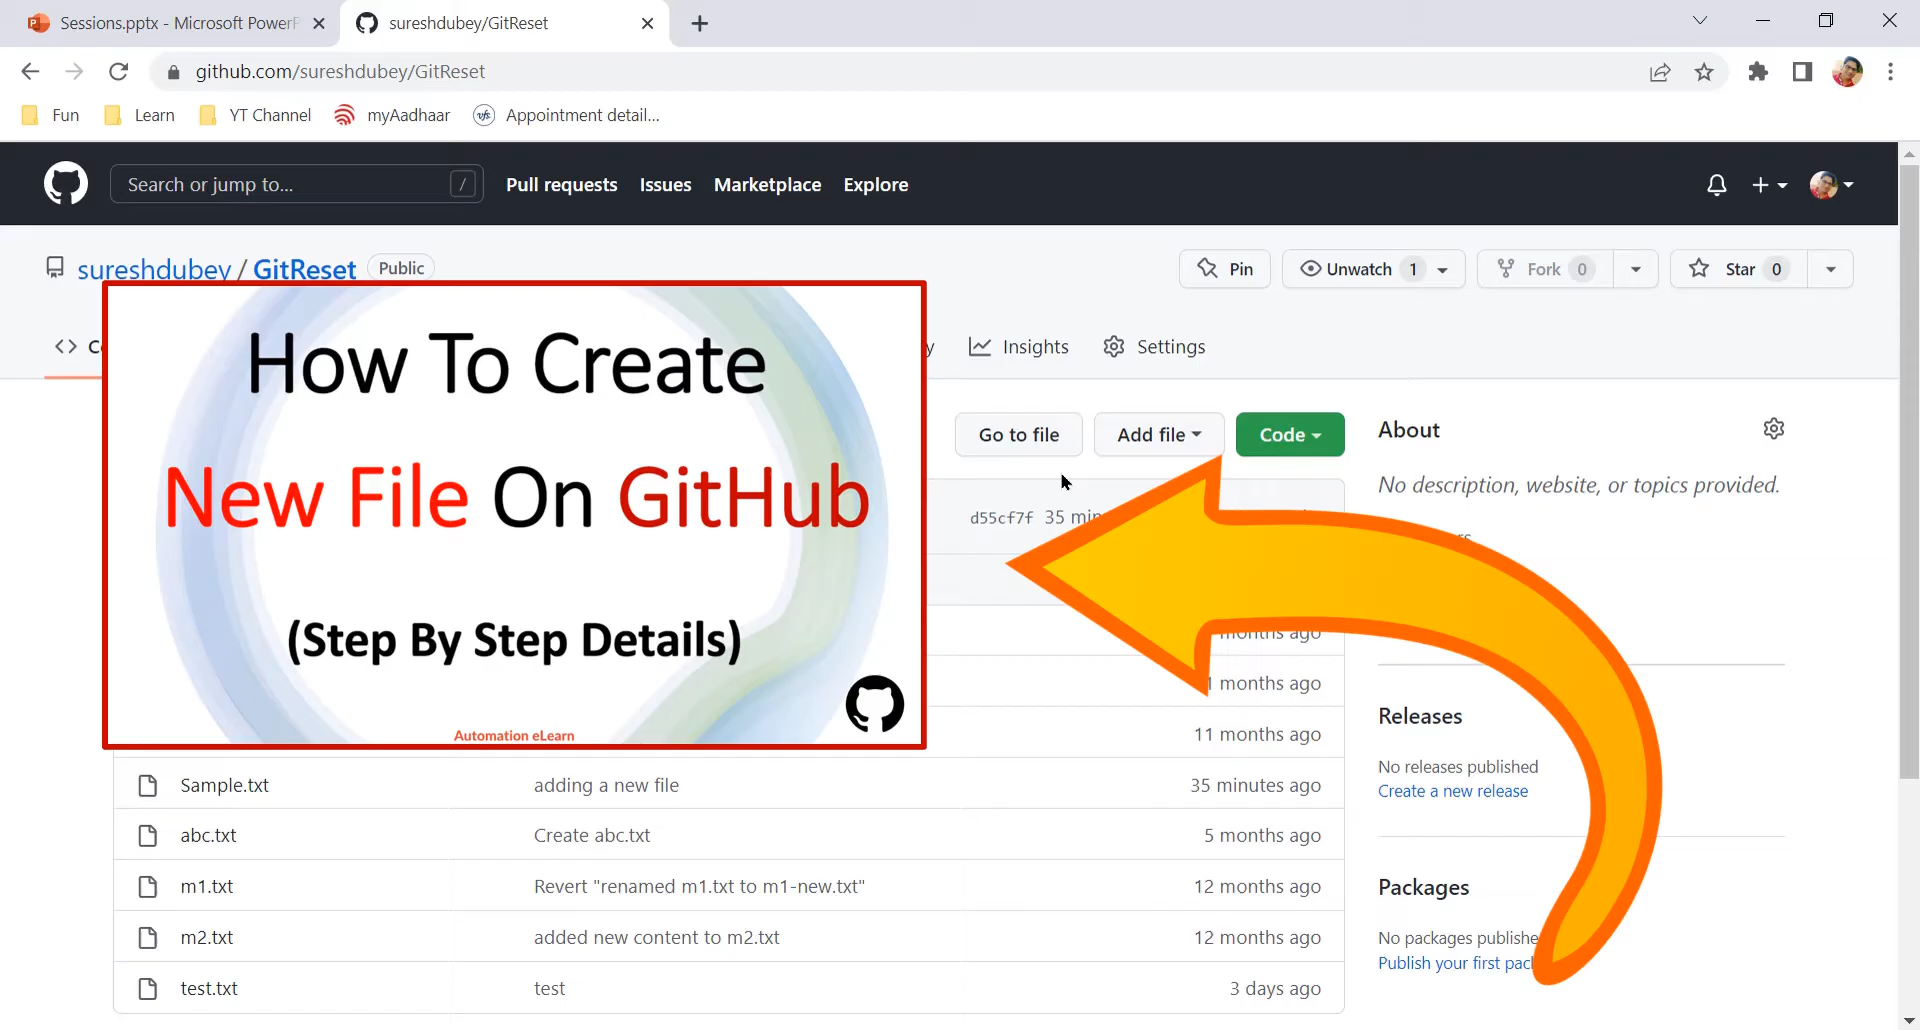 Sessions.pptx - Microsoft PowerP
sureshdubey/GitReset
github.com/sureshdubey/GitReset
Fun
Learn
YT Channel
myAadhaar
vfs
Appointment detail...
Search or jump to...
/
Pull requests
Issues
Marketplace
Explore
sureshdubey / GitReset
Public
Pin
Unwatch 1
Fork 0
Star 0
Insights
Settings
How To Create
New File On GitHub
(Step By Step Details)
Automation eLearn
Go to file
Add file
Code
d55cf7f 35
months ago
months ago
11 months ago
Sample.txt adding a new file 35 minutes ago
abc.txt Create abc.txt 5 months ago
m1.txt Revert "renamed m1.txt to m1-new.txt" 12 months ago
m2.txt added new content to m2.txt 12 months ago
test.txt test 3 days ago
About
No description, website, or topics provided.
Releases
No releases published
Create a new release
Packages
No packages publishe
Publish your first pac